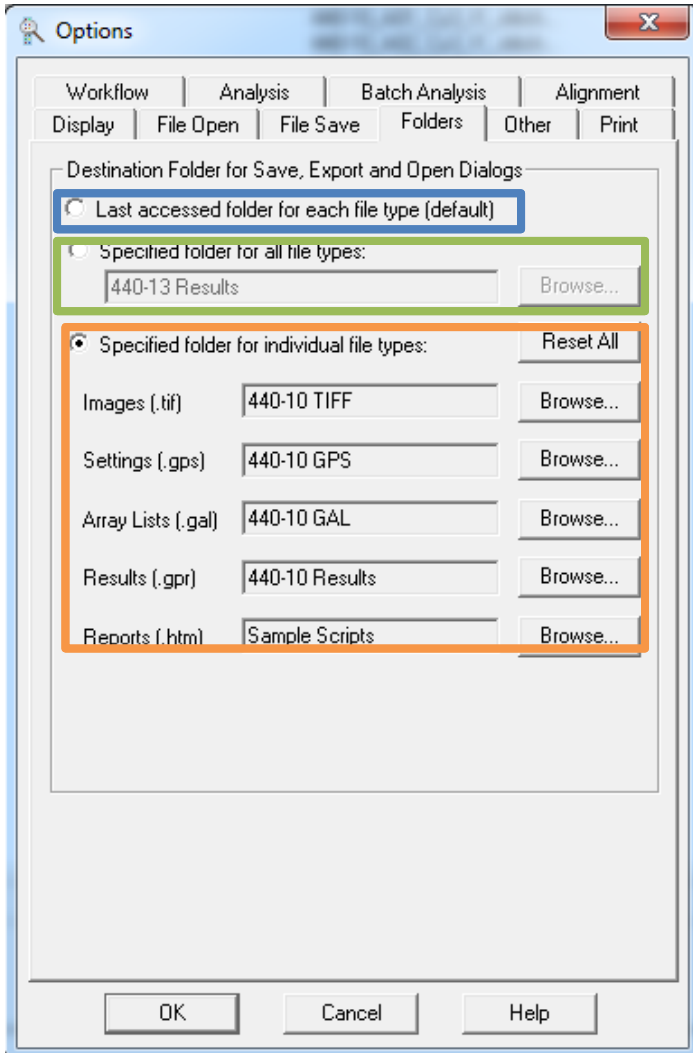 Options
Workflow Analysis Batch Analysis Alignment
Display File Open File Save Folders Other Print
Destination Folder for Save, Export and Open Dialogs
Last accessed folder for each file type (default)
Specified folder for all file types:
440-13 Results Browse...
Specified folder for individual file types: Reset All
Images (.tif) 440-10 TIFF Browse...
Settings (.gps) 440-10 GPS Browse...
Array Lists (.gal) 440-10 GAL Browse...
Results (.gpr) 440-10 Results Browse...
Reports (.htm) Sample Scripts Browse...
OK Cancel Help